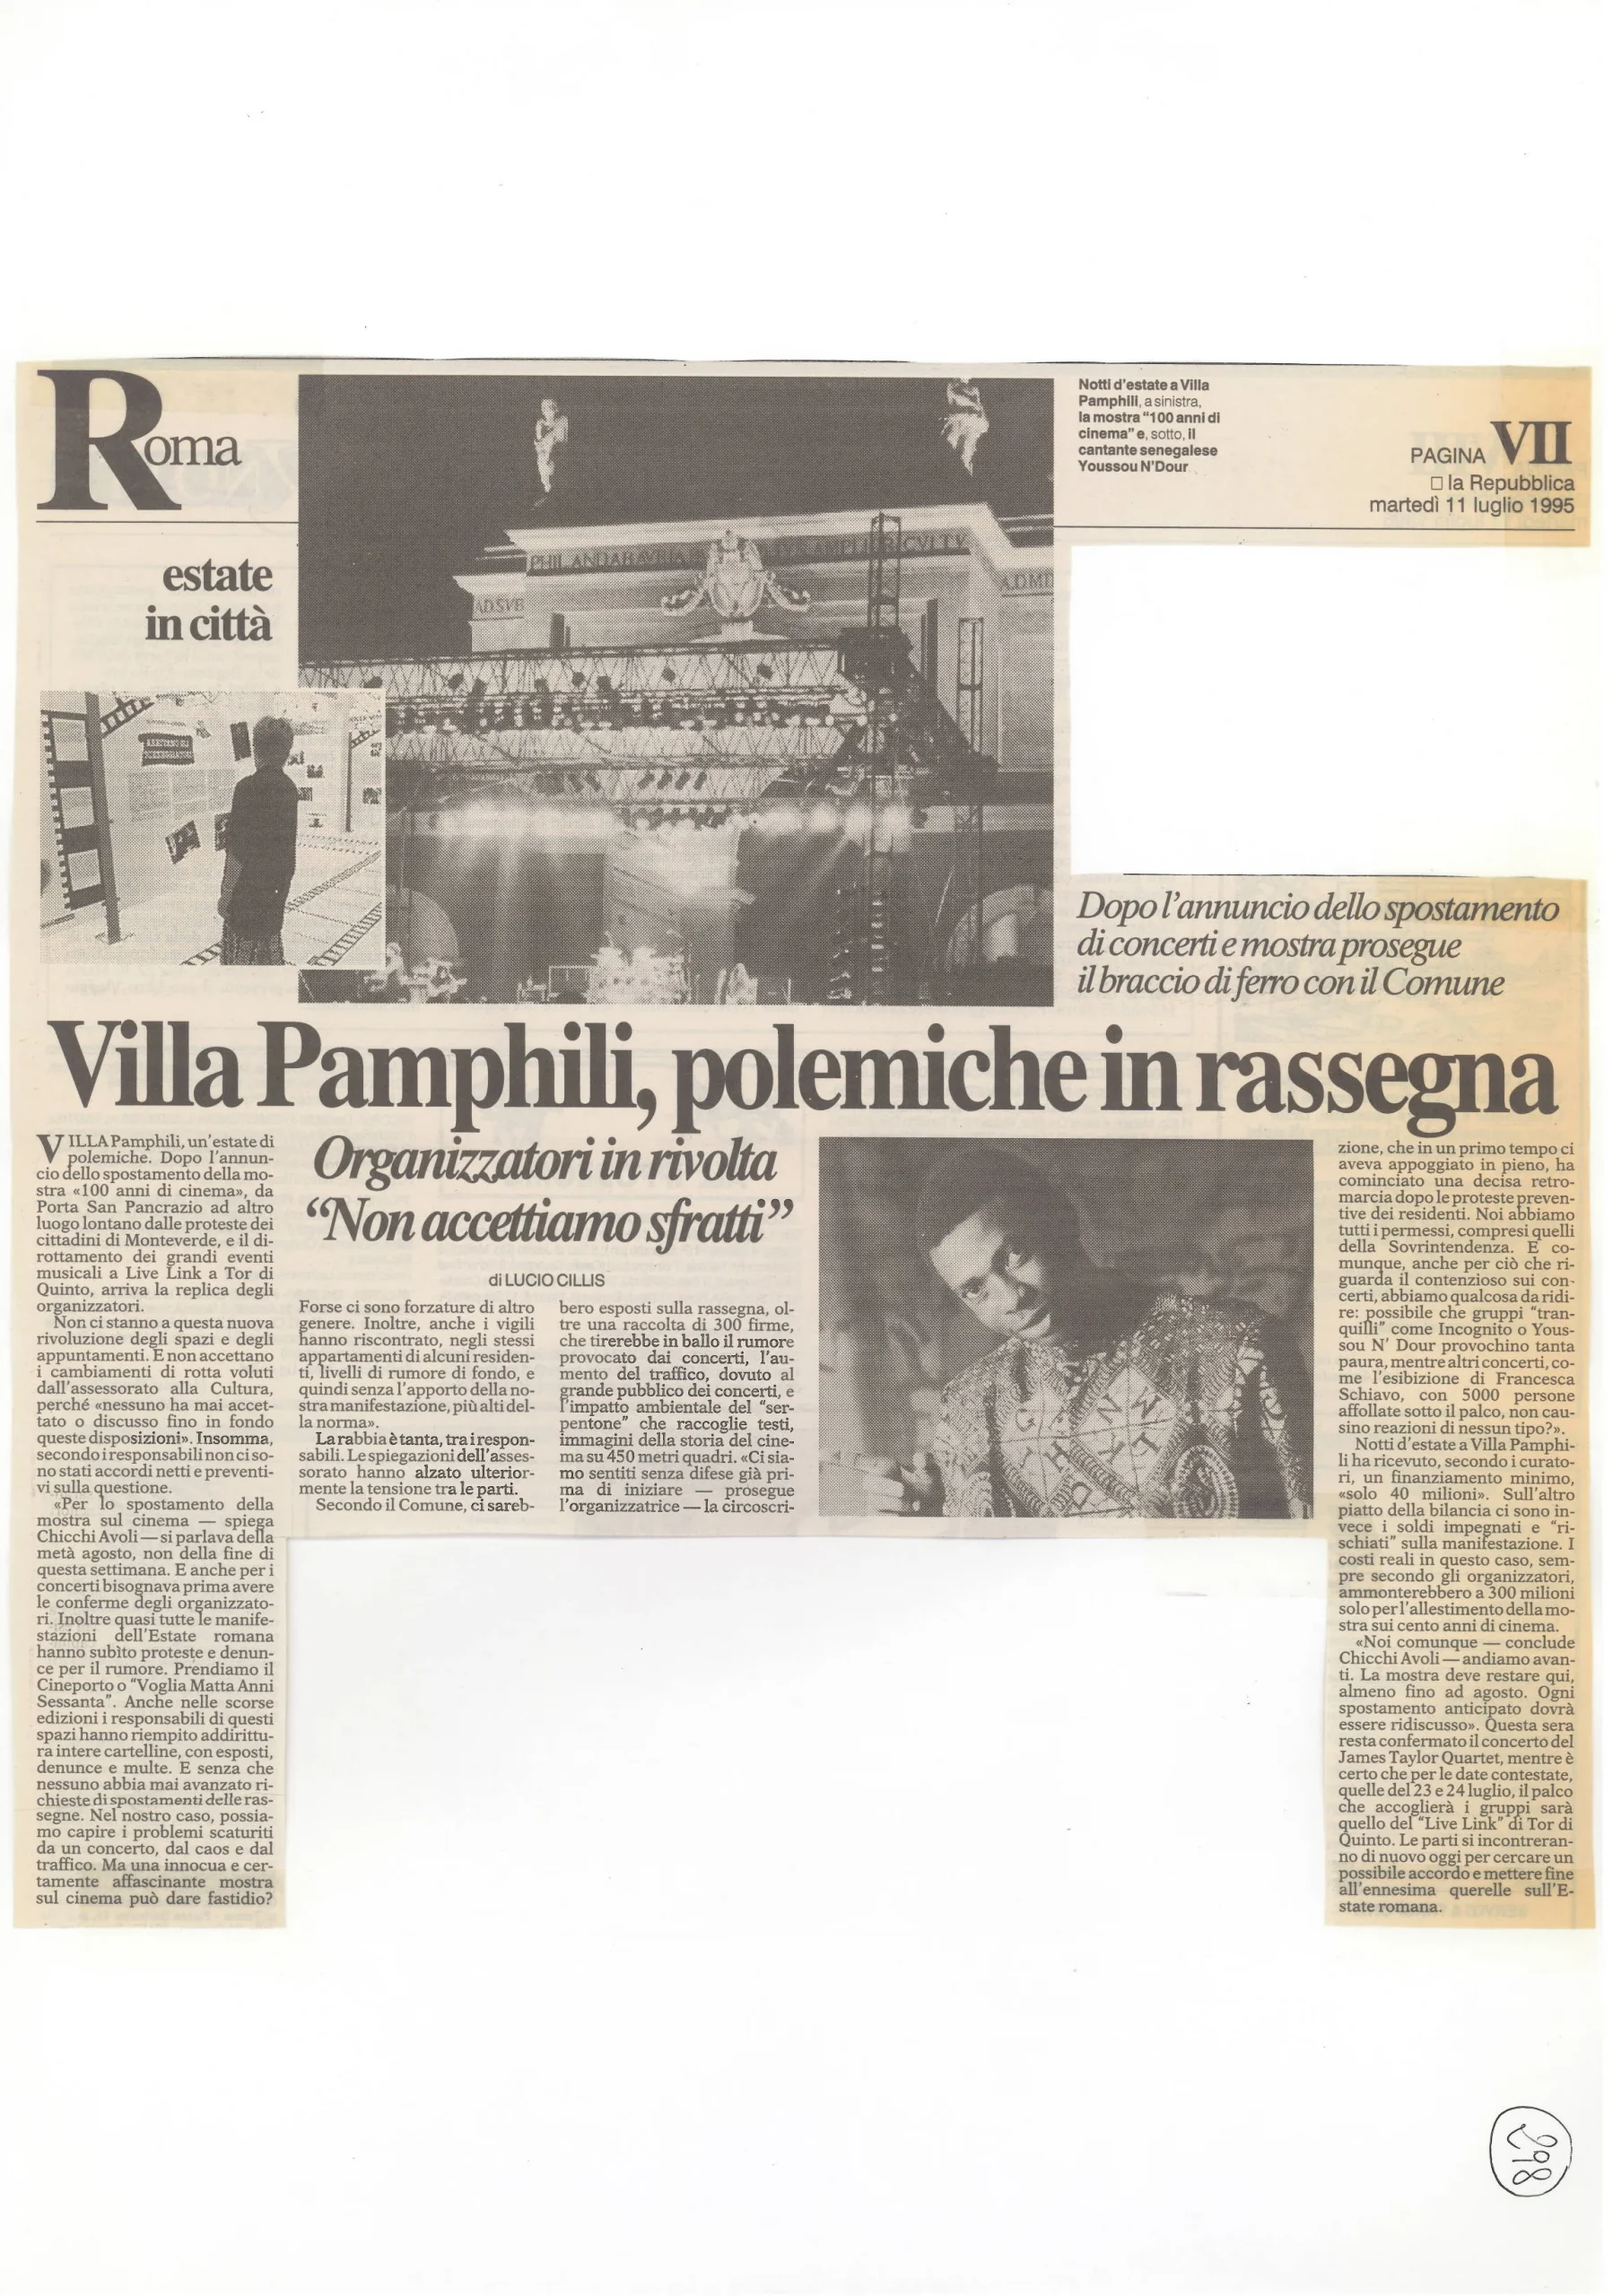 Roma
estate
in città
Notti d'estate a Villa
Pamphili, a sinistra,
la mostra "100 anni di
cinema" e, sotto, il
cantante senegalese
Youssou N'Dour
PAGINA VII
la Repubblica
martedì 11 luglio 1995
AD SVB
A D M D
Dopo l'annuncio dello spostamento
di concerti e mostra prosegue
il braccio di ferro con il Comune
Villa Pamphili, polemiche in rassegna
Organizzatori in rivolta
“Non accettiamo sfratti”
di LUCIO CILLIS
VILLA Pamphili, un'estate di
polemiche. Dopo l'annun-
cio dello spostamento della mo-
stra «100 anni di cinema», da
Porta San Pancrazio ad altro
luogo lontano dalle proteste dei
cittadini di Monteverde, e il di-
rottamento dei grandi eventi
musicali a Live Link a Tor di
Quinto, arriva la replica degli
organizzatori.
Non ci stanno a questa nuova
rivoluzione degli spazi e degli
appuntamenti. E non accettano
i cambiamenti di rotta voluti
dall'assessorato alla Cultura,
perché «nessuno ha mai accet-
tato o discusso fino in fondo
queste disposizioni». Insomma,
secondo i responsabili non ci so-
no stati accordi netti e preventi-
vi sulla questione.
«Per lo spostamento della
mostra sul cinema — spiega
Chicchi Avoli — si parlava della
metà agosto, non della fine di
questa settimana. E anche per i
concerti bisognava prima avere
le conferme degli organizzato-
ri. Inoltre quasi tutte le manife-
stazioni dell'Estate romana
hanno subìto proteste e denun-
ce per il rumore. Prendiamo il
Cineporto o "Voglia Matta Anni
Sessanta". Anche nelle scorse
edizioni i responsabili di questi
spazi hanno riempito addirittu-
ra intere cartelline, con esposti,
denunce e multe. E senza che
nessuno abbia mai avanzato ri-
chieste di spostamenti delle ras-
segne. Nel nostro caso, possia-
mo capire i problemi scaturiti
da un concerto, dal caos e dal
traffico. Ma una innocua e cer-
tamente affascinante mostra
sul cinema può dare fastidio?
Forse ci sono forzature di altro
genere. Inoltre, anche i vigili
hanno riscontrato, negli stessi
appartamenti di alcuni residen-
ti, livelli di rumore di fondo, e
quindi senza l'apporto della no-
stra manifestazione, più alti del-
la norma».
La rabbia è tanta, tra i respon-
sabili. Le spiegazioni dell'asses-
sorato hanno alzato ulterior-
mente la tensione tra le parti.
Secondo il Comune, ci sareb-
bero esposti sulla rassegna, ol-
tre una raccolta di 300 firme,
che tirerebbe in ballo il rumore
provocato dai concerti, l'au-
mento del traffico, dovuto al
grande pubblico dei concerti, e
l'impatto ambientale del "ser-
pentone" che raccoglie testi,
immagini della storia del cine-
ma su 450 metri quadri. «Ci sia-
mo sentiti senza difese già pri-
ma di iniziare — prosegue
l'organizzatrice — la circoscri-
zione, che in un primo tempo ci
aveva appoggiato in pieno, ha
cominciato una decisa retro-
marcia dopo le proteste preven-
tive dei residenti. Noi abbiamo
tutti i permessi, compresi quelli
della Sovrintendenza. E co-
munque, anche per ciò che ri-
guarda il contenzioso sui con-
certi, abbiamo qualcosa da ridi-
re: possibile che gruppi "tran-
quilli" come Incognito o Yous-
sou N' Dour provochino tanta
paura, mentre altri concerti, co-
me l'esibizione di Francesca
Schiavo, con 5000 persone
affollate sotto il palco, non cau-
sino reazioni di nessun tipo?».
Notti d'estate a Villa Pamphi-
li ha ricevuto, secondo i curato-
ri, un finanziamento minimo,
«solo 40 milioni». Sull'altro
piatto della bilancia ci sono in-
vece i soldi impegnati e "ri-
schiati" sulla manifestazione. I
costi reali in questo caso, sem-
pre secondo gli organizzatori,
ammonterebbero a 300 milioni
solo per l'allestimento della mo-
stra sui cento anni di cinema.
«Noi comunque — conclude
Chicchi Avoli — andiamo avan-
ti. La mostra deve restare qui,
almeno fino ad agosto. Ogni
spostamento anticipato dovrà
essere ridiscusso». Questa sera
resta confermato il concerto del
James Taylor Quartet, mentre è
certo che per le date contestate,
quelle del 23 e 24 luglio, il palco
che accoglierà i gruppi sarà
quello del "Live Link" di Tor di
Quinto. Le parti si incontreran-
no di nuovo oggi per cercare un
possibile accordo e mettere fine
all'ennesima querelle sull'E-
state romana.
298